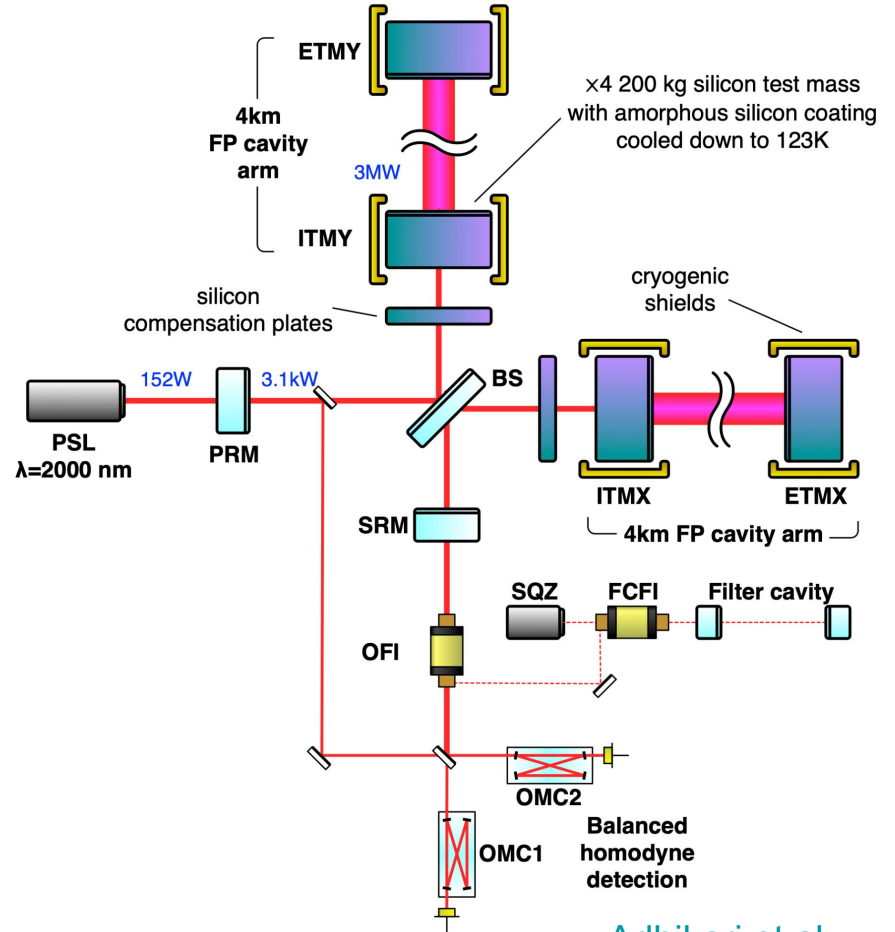 ETMY
×4 200 kg silicon test mass
with amorphous silicon coating
cooled down to 123K
4km
FP cavity
arm
3MW
ITMY
silicon
compensation plates
cryogenic
shields
152W
3.1kW
BS
PSL
λ=2000 nm
PRM
ITMX
ETMX
4km FP cavity arm
SRM
SQZ
FCFI
Filter cavity
OFI
OMC2
OMC1
Balanced
homodyne
detection